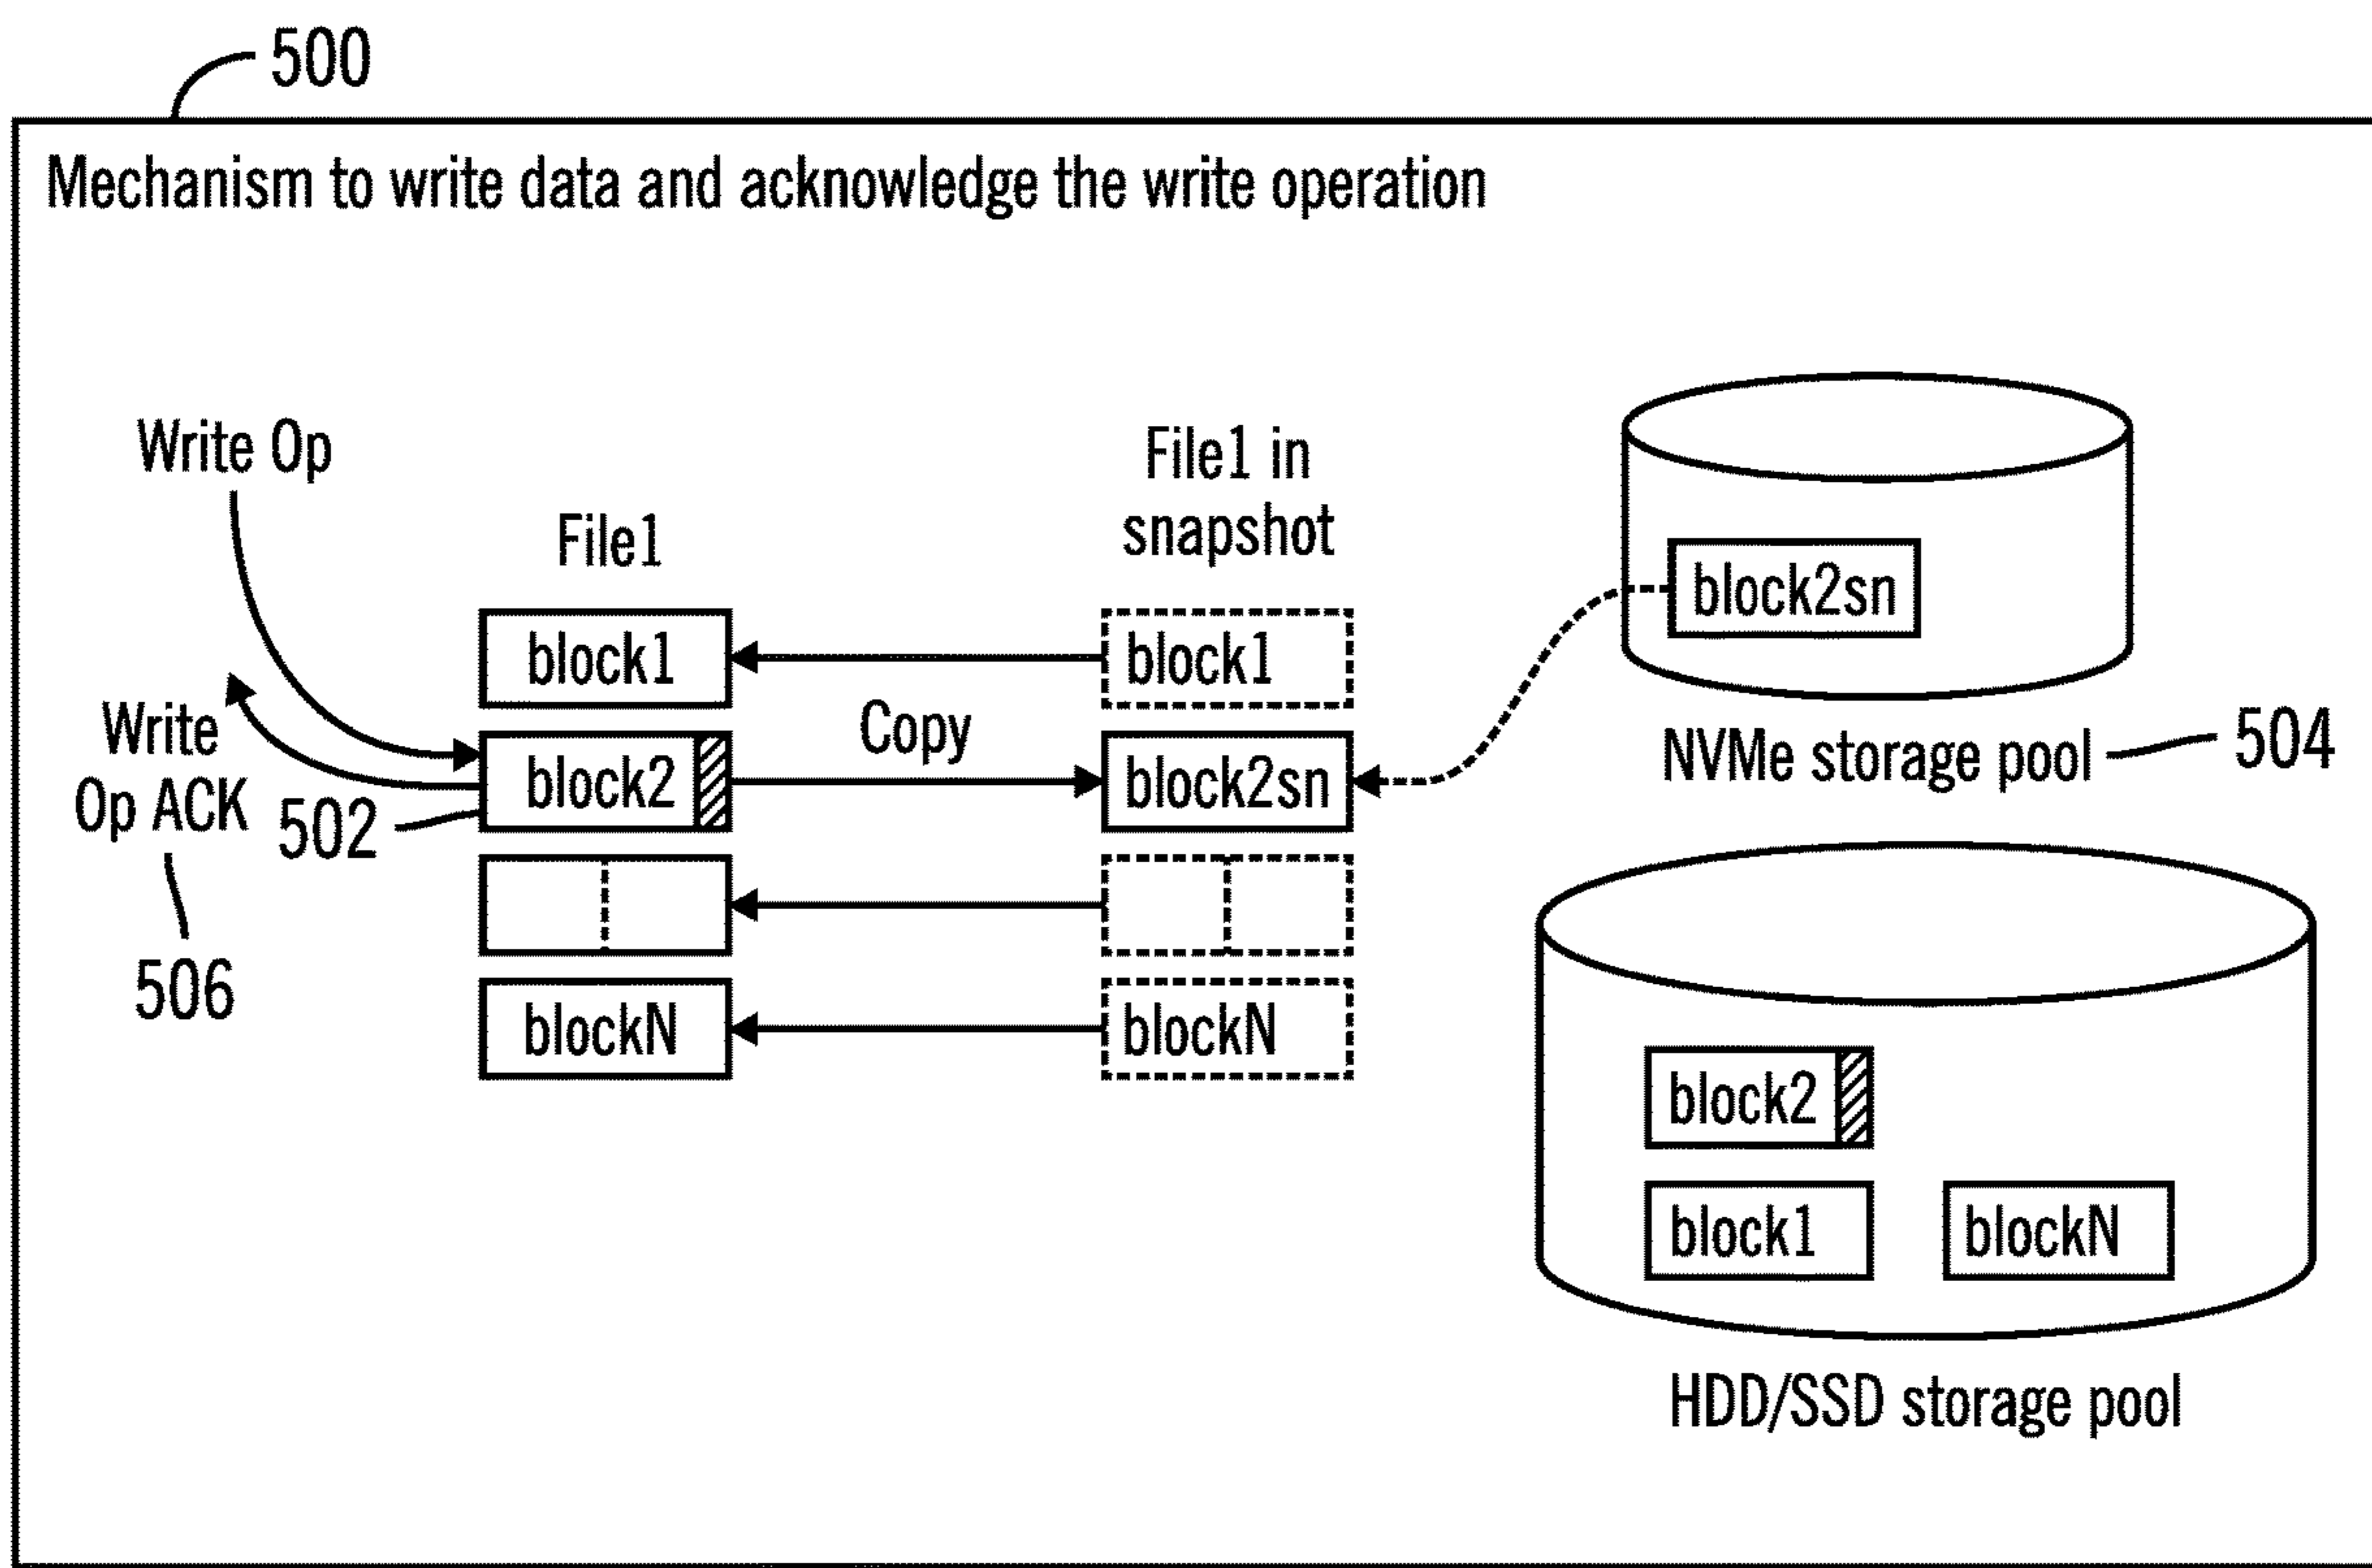 500
Mechanism to write data and acknowledge the write operation
Write Op
File1
File1 in
snapshot
block2sn
block1
block1
Copy
Write
Op ACK
502
block2
block2sn
NVMe storage pool
504
506
blockN
blockN
block2
block1
blockN
HDD/SSD storage pool